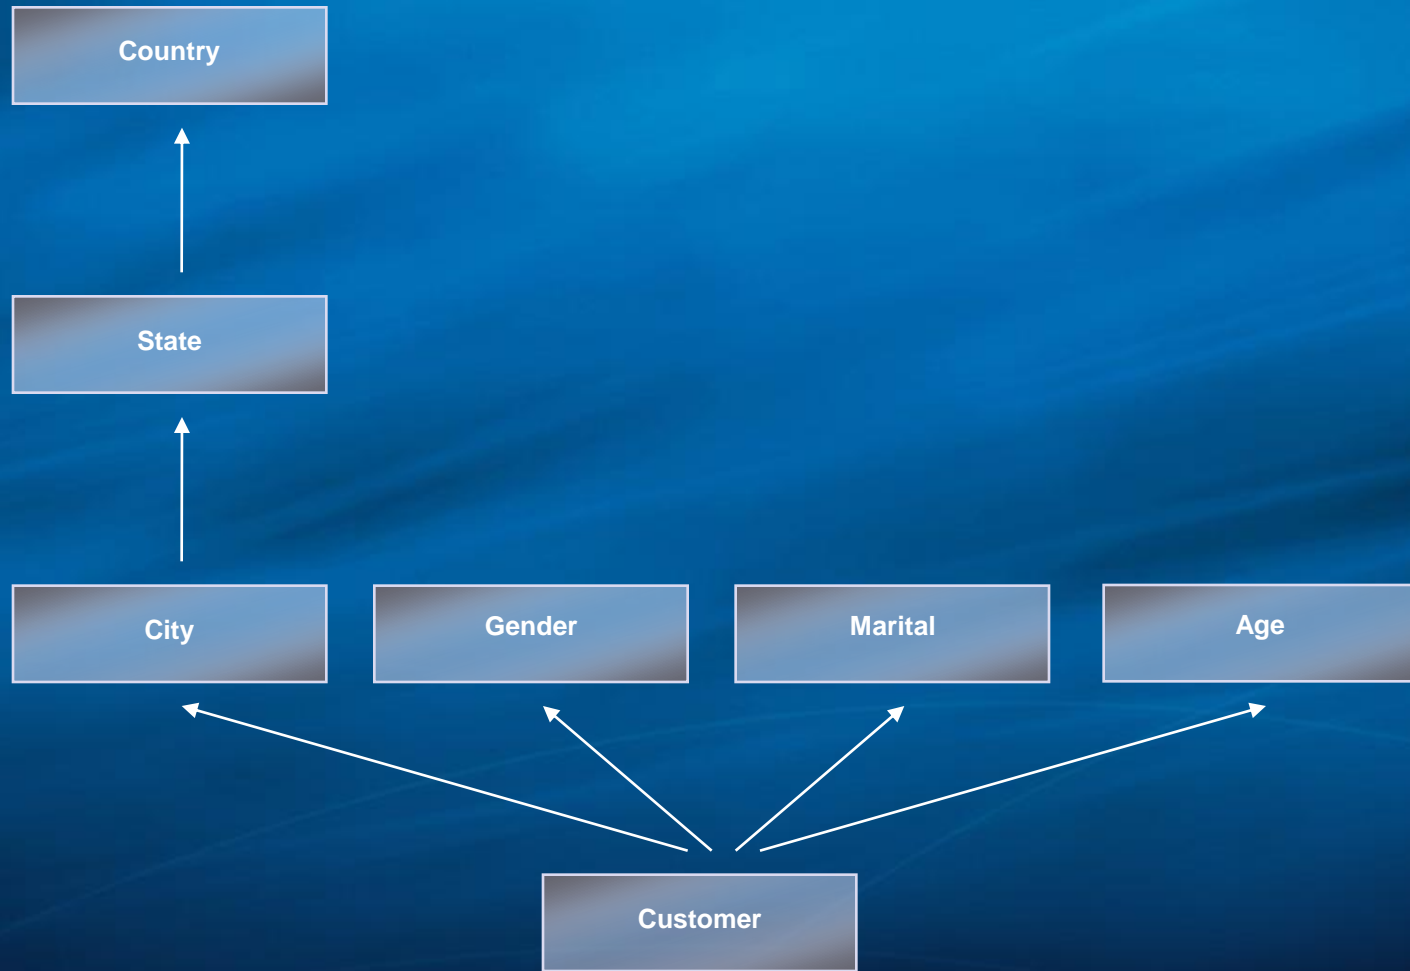 Country
State
City
Gender
Marital
Age
Customer